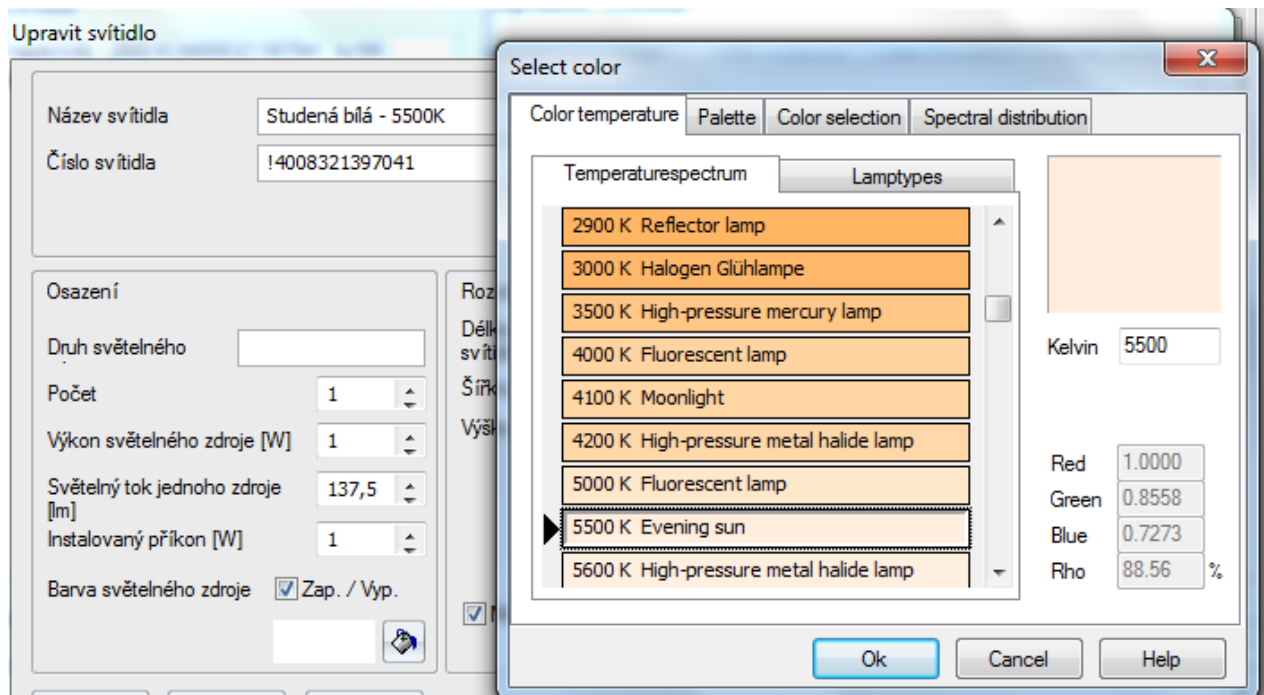 Upravit svítidlo
Název svítidla
Studená bílá - 5500K
Číslo svítidla
!4008321397041
Osazení
Druh světelného
Počet
1
Výkon světelného zdroje [W]
1
Světelný tok jednoho zdroje
[lm]
137,5
Instalovaný příkon [W]
1
Barva světelného zdroje
Zap. / Vyp.
Select color
Color temperature
Palette
Color selection
Spectral distribution
Temperaturespectrum
Lamptypes
2900 K Reflector lamp
3000 K Halogen Glühlampe
3500 K High-pressure mercury lamp
4000 K Fluorescent lamp
4100 K Moonlight
4200 K High-pressure metal halide lamp
5000 K Fluorescent lamp
5500 K Evening sun
5600 K High-pressure metal halide lamp
Kelvin
5500
Red
1.0000
Green
0.8558
Blue
0.7273
Rho
88.56
%
Ok
Cancel
Help